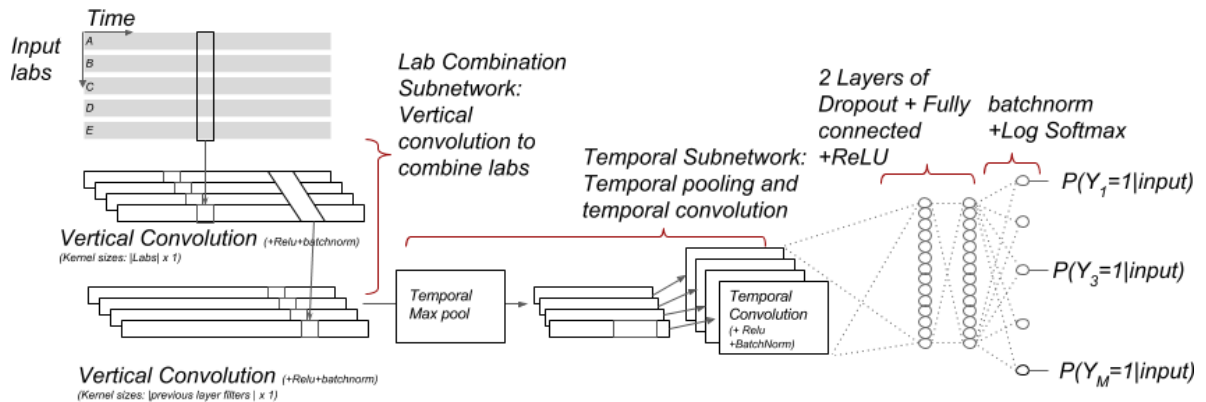 Time
Input
labs
A
B
C
D
E
Lab Combination
Subnetwork:
Vertical
convolution to
combine labs
Vertical Convolution (+Relu+batchnorm)
(Kernel sizes: |Labs| x 1)
Vertical Convolution (+Relu+batchnorm)
(Kernel sizes: |previous layer filters | x 1)
Temporal
Max pool
Temporal Subnetwork:
Temporal pooling and
temporal convolution
Temporal
Convolution
(+ Relu
+BatchNorm)
2 Layers of
Dropout + Fully
connected
+ReLU
batchnorm
+Log Softmax
P(Y₁=1|input)
P(Y₃=1|input)
P(Y_M=1|input)